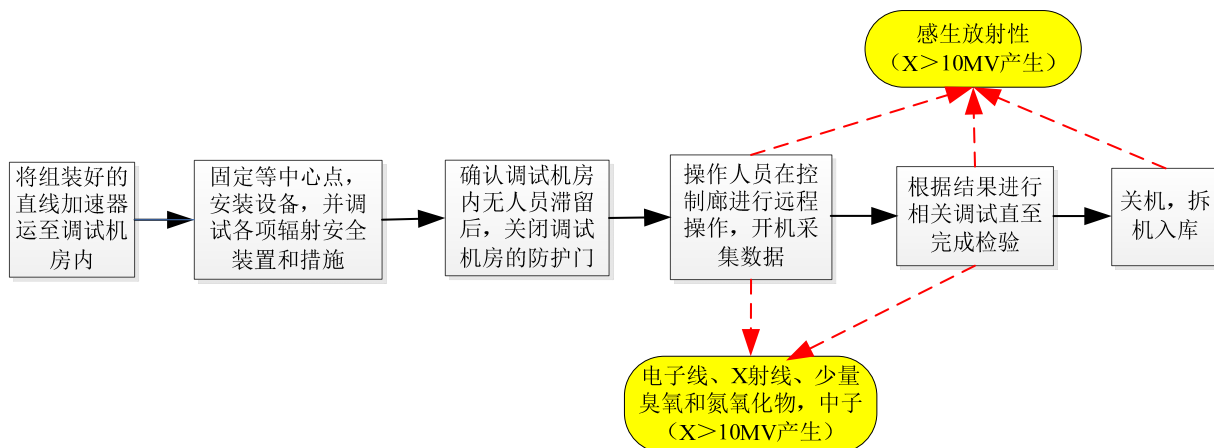 感生放射性
（X＞10MV产生）
将组装好的
直线加速器
运至调试机
房内
固定等中心点，
安装设备，并调
试各项辐射安全
装置和措施
确认调试机房
内无人员滞留
后，关闭调试
机房的防护门
操作人员在控
制廊进行远程
操作，开机采
集数据
根据结果进行
相关调试直至
完成检验
关机，拆
机入库
电子线、X射线、少量
臭氧和氮氧化物，中子
（X＞10MV产生）